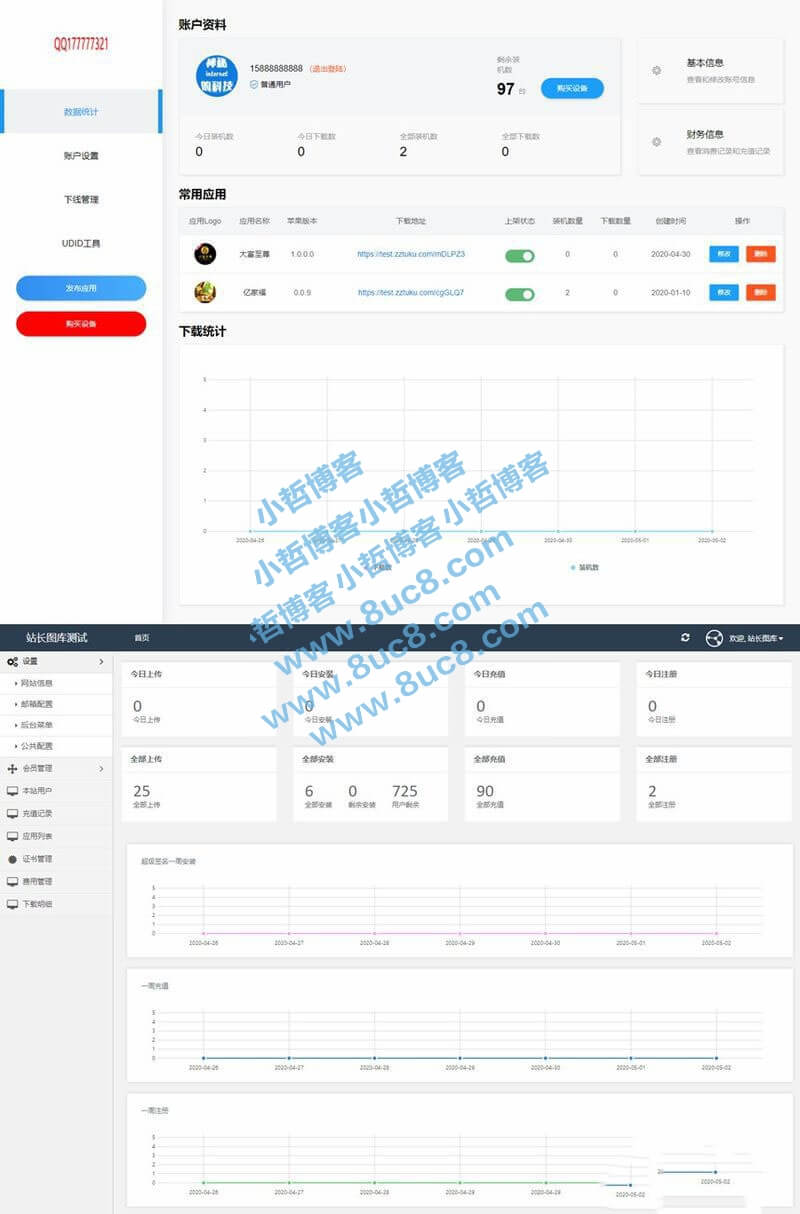 QQ177777321
数据统计
账户设置
下线管理
UDID工具
发布应用
购买设备
账户资料
15888888888 (退出登陆)
普通用户
剩余装机数
97 台
购买设备
今日装机数 今日下载数 全部装机数 全部下载数
0 0 2 0
基本信息
查看和修改账号信息
财务信息
查看消费记录和充值记录
常用应用
应用Logo 应用名称 苹果版本 下载地址 上架状态 装机数量 下载数量 创建时间 操作
大富至尊 1.0.0.0 https://test.zztuku.com/mDLPZ3 0 0 2020-04-30 修改 删除
亿家福 0.0.9 https://test.zztuku.com/cgGLQ7 2 0 2020-01-10 修改 删除
下载统计
5
4
3
2
1
0
2020-04-26 2020-04-30 2020-05-01 2020-05-02
下载数 装机数
小哲博客小哲博客
小哲博客小哲博客小哲博客
哲博客
www.8uc8.com
www.8uc8.com
www.8uc8.com
站长图库测试 首页 欢迎, 站长图库
设置
网站信息
邮箱配置
后台菜单
公共配置
会员管理
本站用户
充值记录
应用列表
证书管理
费用管理
下载明细
今日上传 今日安装 今日充值 今日注册
0 0 0 0
今日上传 今日安装 今日充值 今日注册
全部上传 全部安装 全部充值 全部注册
25 6 0 725 90 2
全部上传 全部安装 剩余安装 用户剩余 全部充值 全部注册
超级签名一周安装
5
4
3
2
1
0
2020-04-26 2020-04-27 2020-04-28 2020-04-29 2020-04-30 2020-05-01 2020-05-02
一周充值
5
4
3
2
1
0
2020-04-26 2020-04-27 2020-04-28 2020-04-29 2020-04-30 2020-05-01 2020-05-02
一周注册
5
4
3
2
1
0
2020-04-26 2020-04-27 2020-04-28 2020-04-29 2020-05-02 2020-05-02